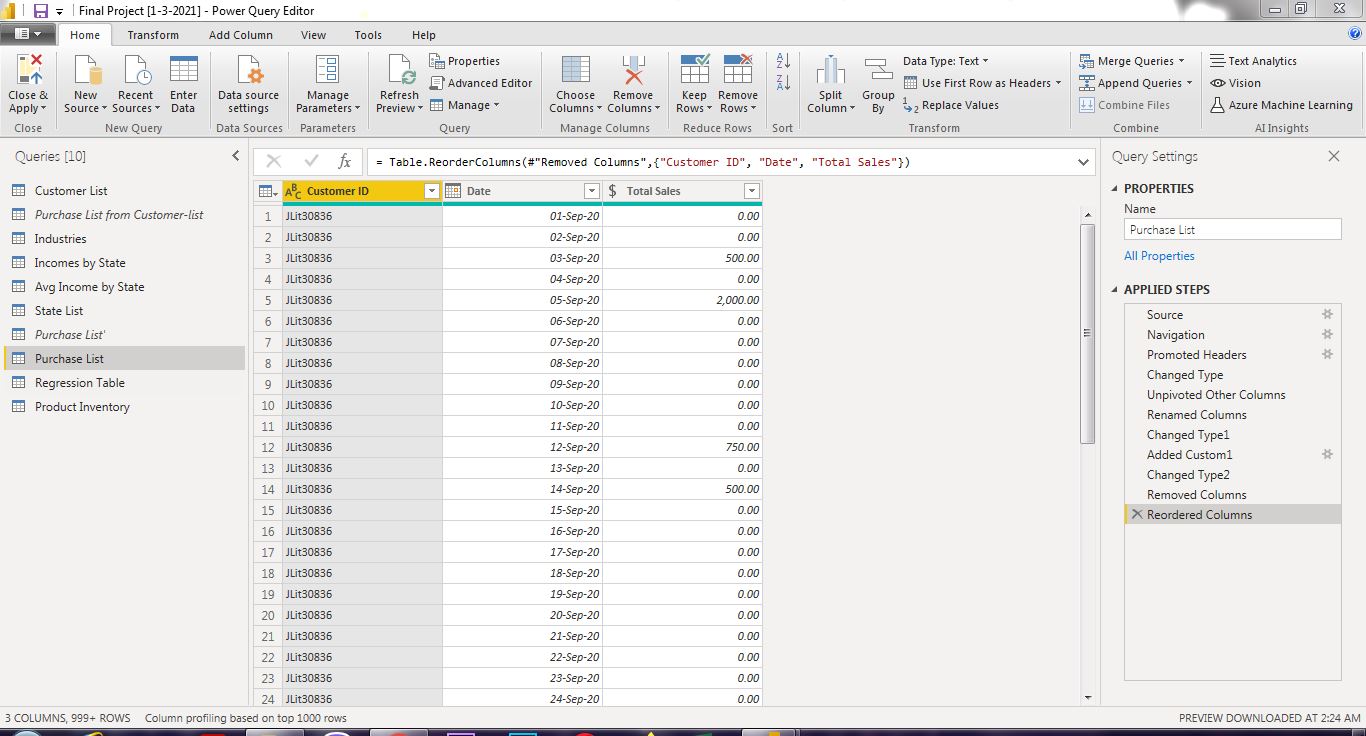 Final Project [1-3-2021] - Power Query Editor
Home Transform Add Column View Tools Help
Close & Apply
New Source
Recent Sources
Enter Data
Data source settings
Manage Parameters
Refresh Preview
Properties
Advanced Editor
Manage
Choose Columns
Remove Columns
Keep Rows
Remove Rows
A Z
Z A
Split Column
Group By
Data Type: Text
Use First Row as Headers
1 2 Replace Values
Merge Queries
Append Queries
Combine Files
Text Analytics
Vision
Azure Machine Learning
Close New Query Data Sources Parameters Query Manage Columns Reduce Rows Sort Transform Combine AI Insights
Queries [10]
Customer List
Purchase List from Customer-list
Industries
Incomes by State
Avg Income by State
State List
Purchase List'
Purchase List
Regression Table
Product Inventory
fx = Table.ReorderColumns(#"Removed Columns",{"Customer ID", "Date", "Total Sales"})
ABC Customer ID Date $ Total Sales
1 JLit30836 01-Sep-20 0.00
2 JLit30836 02-Sep-20 0.00
3 JLit30836 03-Sep-20 500.00
4 JLit30836 04-Sep-20 0.00
5 JLit30836 05-Sep-20 2,000.00
6 JLit30836 06-Sep-20 0.00
7 JLit30836 07-Sep-20 0.00
8 JLit30836 08-Sep-20 0.00
9 JLit30836 09-Sep-20 0.00
10 JLit30836 10-Sep-20 0.00
11 JLit30836 11-Sep-20 0.00
12 JLit30836 12-Sep-20 750.00
13 JLit30836 13-Sep-20 0.00
14 JLit30836 14-Sep-20 500.00
15 JLit30836 15-Sep-20 0.00
16 JLit30836 16-Sep-20 0.00
17 JLit30836 17-Sep-20 0.00
18 JLit30836 18-Sep-20 0.00
19 JLit30836 19-Sep-20 0.00
20 JLit30836 20-Sep-20 0.00
21 JLit30836 21-Sep-20 0.00
22 JLit30836 22-Sep-20 0.00
23 JLit30836 23-Sep-20 0.00
24 JLit30836 24-Sep-20 0.00
Query Settings
PROPERTIES
Name
Purchase List
All Properties
APPLIED STEPS
Source
Navigation
Promoted Headers
Changed Type
Unpivoted Other Columns
Renamed Columns
Changed Type1
Added Custom1
Changed Type2
Removed Columns
Reordered Columns
3 COLUMNS, 999+ ROWS Column profiling based on top 1000 rows PREVIEW DOWNLOADED AT 2:24 AM